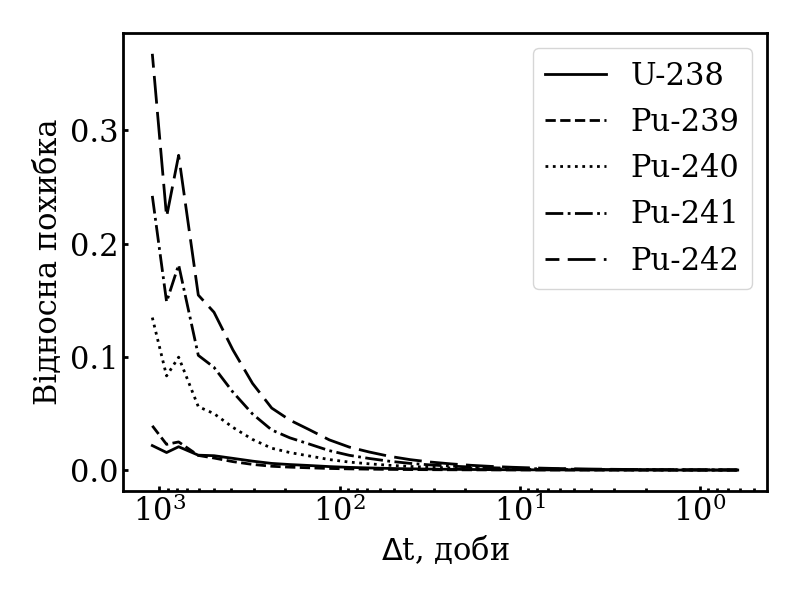 Відносна похибка
0.3
0.2
0.1
0.0
U-238
Pu-239
Pu-240
Pu-241
Pu-242
10³ 10² 10¹ 10⁰
Δt, доби